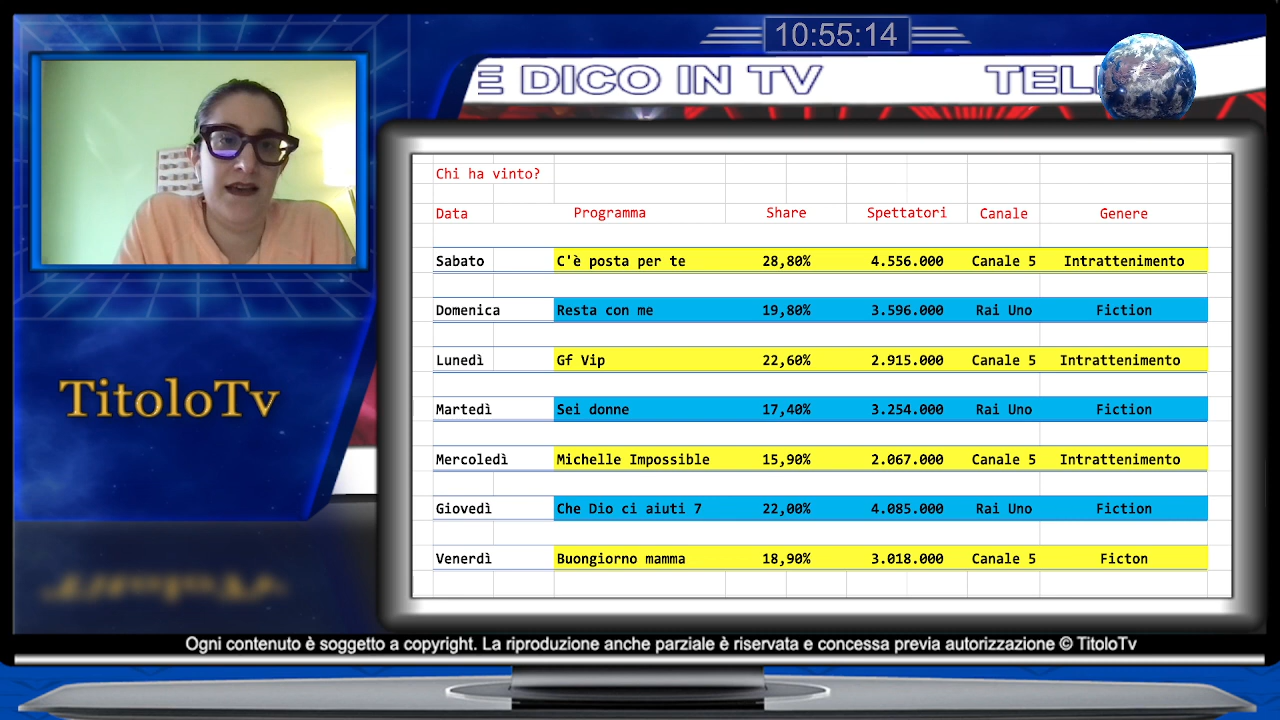 10:55:14
E DICO IN TV TEL
Chi ha vinto?
Data Programma Share Spettatori Canale Genere
Sabato C'è posta per te 28,80% 4.556.000 Canale 5 Intrattenimento
Domenica Resta con me 19,80% 3.596.000 Rai Uno Fiction
Lunedì Gf Vip 22,60% 2.915.000 Canale 5 Intrattenimento
Martedì Sei donne 17,40% 3.254.000 Rai Uno Fiction
Mercoledì Michelle Impossible 15,90% 2.067.000 Canale 5 Intrattenimento
Giovedì Che Dio ci aiuti 7 22,00% 4.085.000 Rai Uno Fiction
Venerdì Buongiorno mamma 18,90% 3.018.000 Canale 5 Ficton
TitoloTv
Ogni contenuto è soggetto a copyright. La riproduzione anche parziale è riservata e concessa previa autorizzazione © TitoloTv